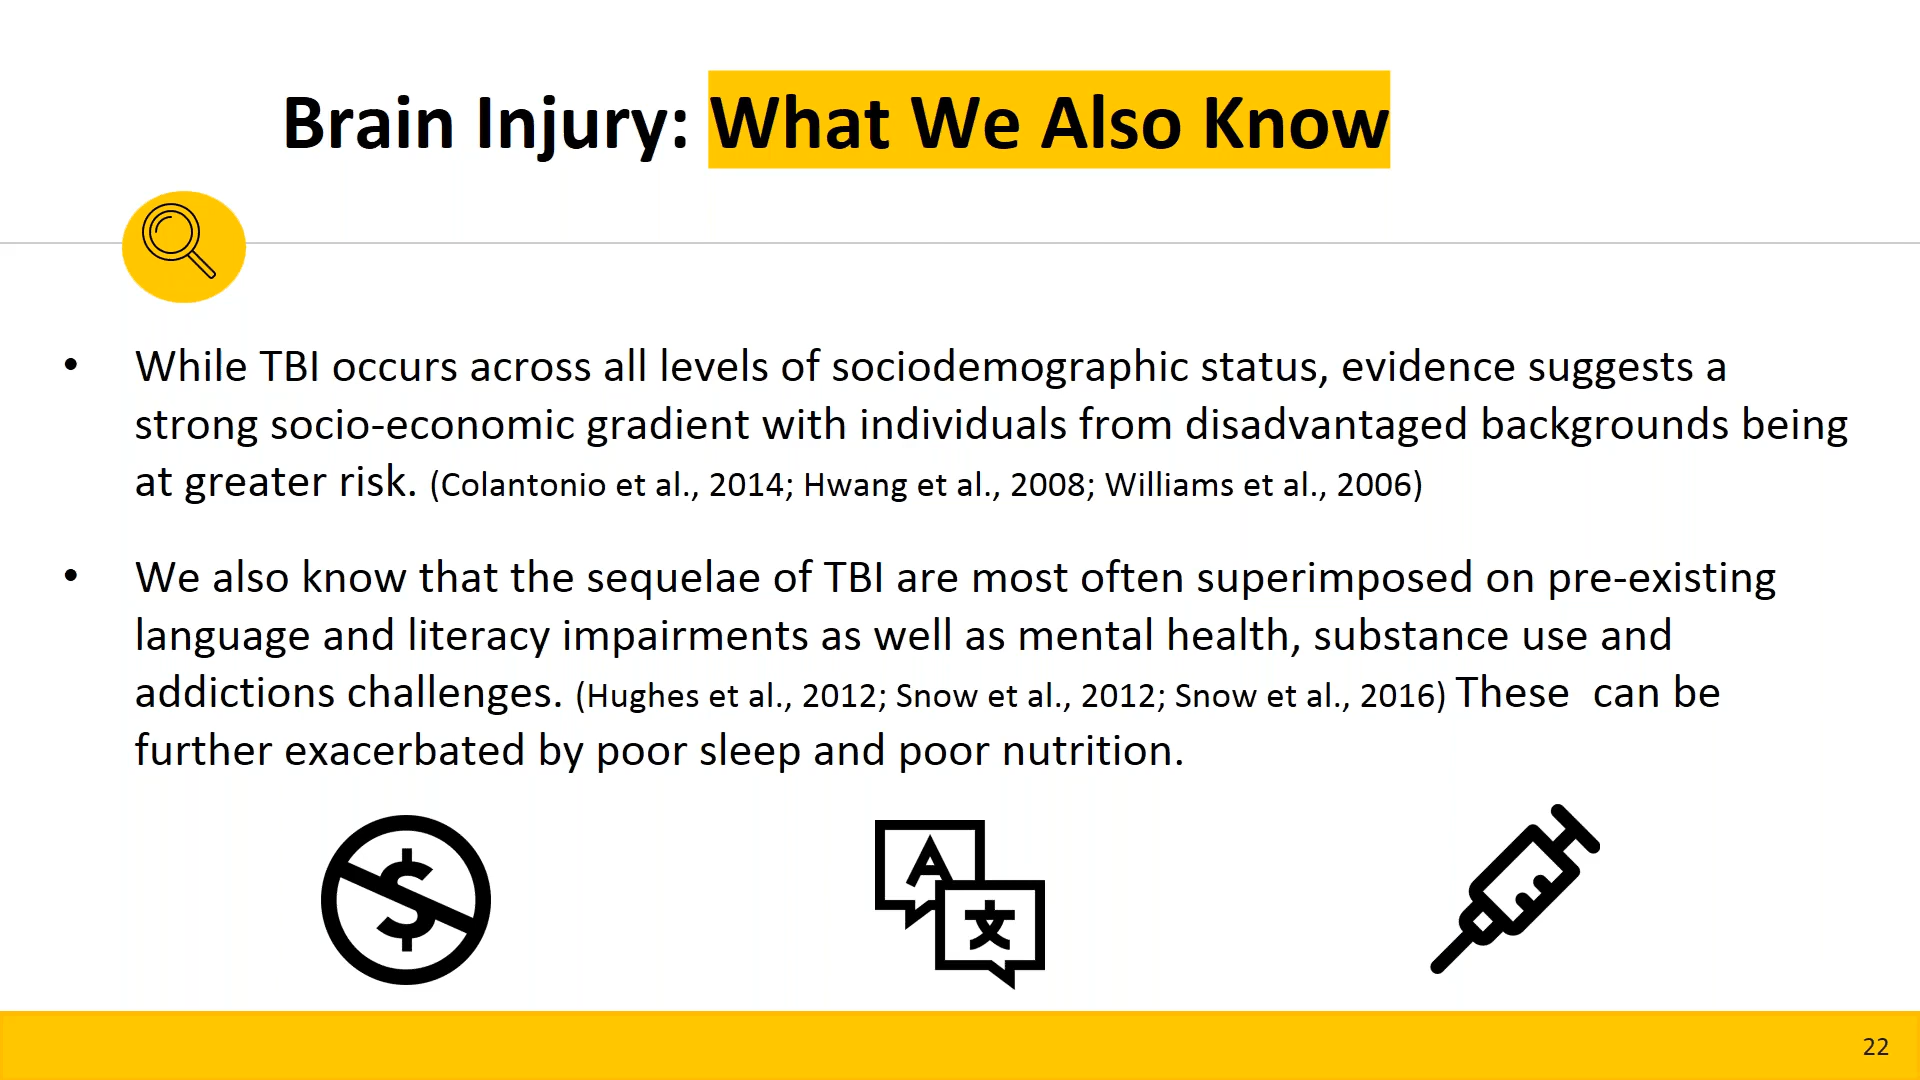 Brain Injury: What We Also Know
• While TBI occurs across all levels of sociodemographic status, evidence suggests a
strong socio-economic gradient with individuals from disadvantaged backgrounds being
at greater risk. (Colantonio et al., 2014; Hwang et al., 2008; Williams et al., 2006)
• We also know that the sequelae of TBI are most often superimposed on pre-existing
language and literacy impairments as well as mental health, substance use and
addictions challenges. (Hughes et al., 2012; Snow et al., 2012; Snow et al., 2016) These  can be
further exacerbated by poor sleep and poor nutrition.
$
A
文
22